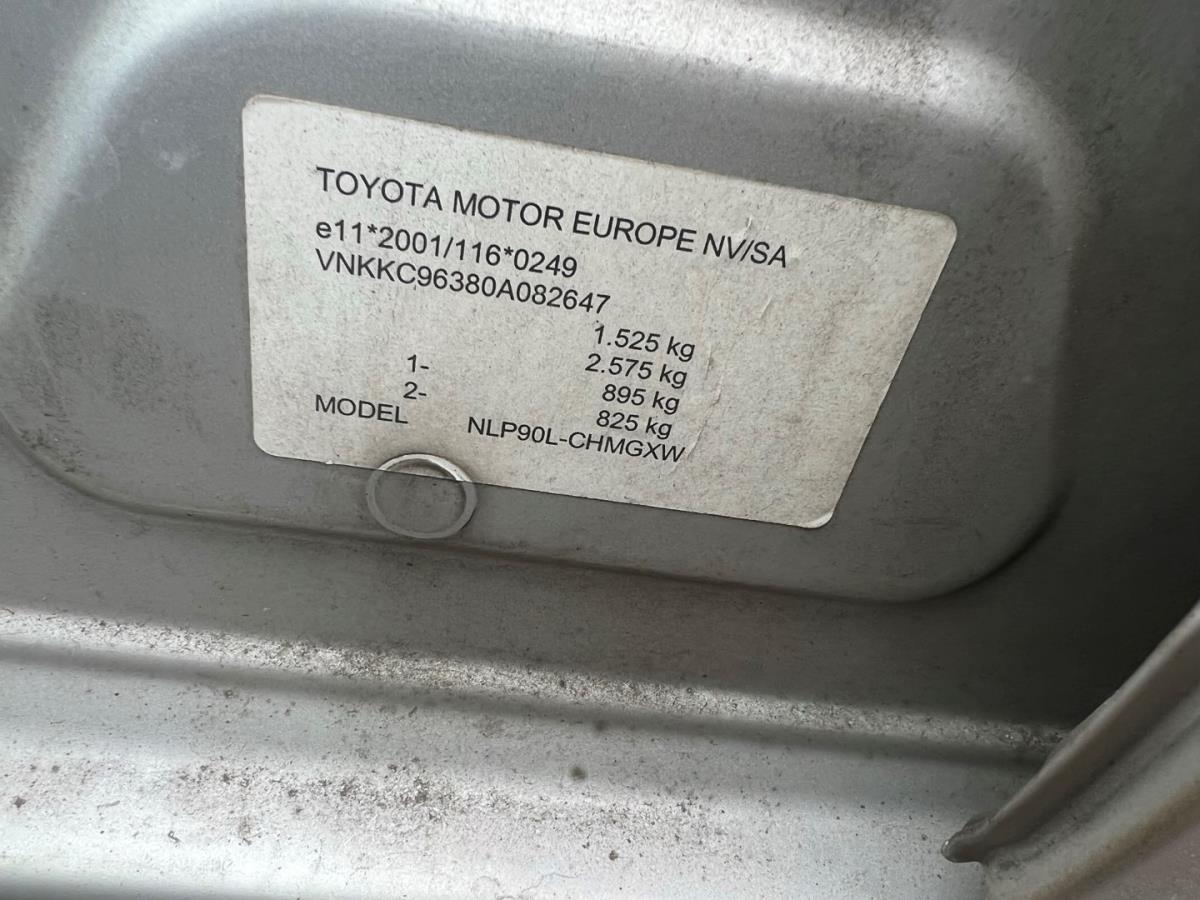 TOYOTA MOTOR EUROPE NV/SA
e11*2001/116*0249
VNKKC96380A082647
1.525 kg
2.575 kg
1- 895 kg
2- 825 kg
MODEL NLP90L-CHMGXW